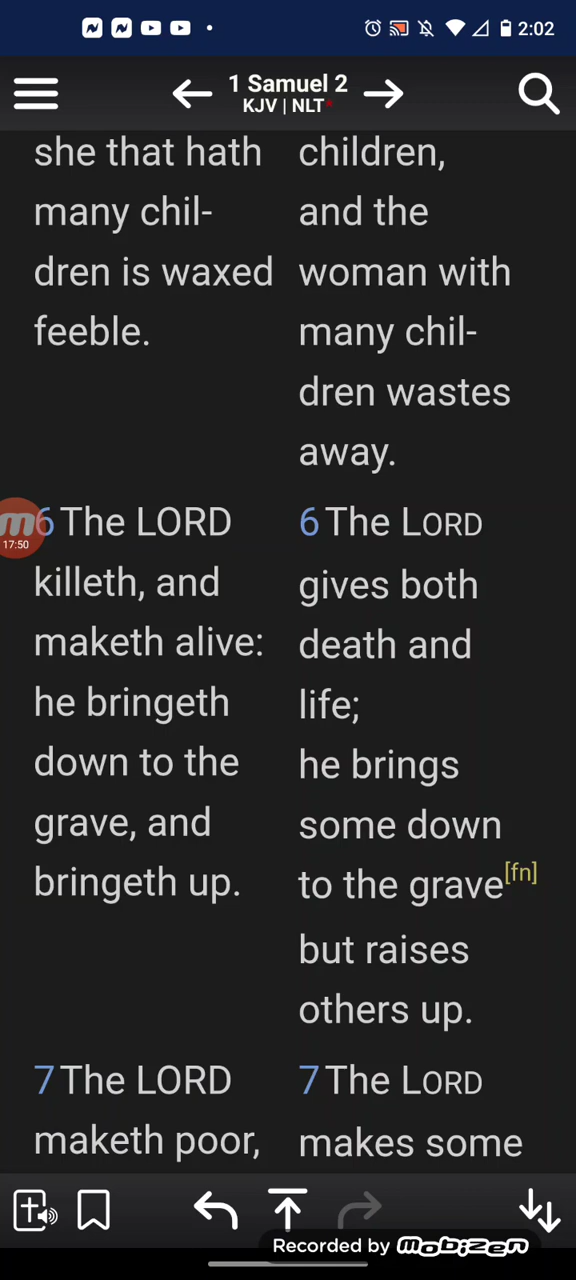 2:02
1 Samuel 2
KJV | NLT*
she that hath
many chil-
dren is waxed
feeble.
6 The LORD
killeth, and
maketh alive:
he bringeth
down to the
grave, and
bringeth up.
7 The LORD
maketh poor,
children,
and the
woman with
many chil-
dren wastes
away.
6 The LORD
gives both
death and
life;
he brings
some down
to the grave[fn]
but raises
others up.
7 The LORD
makes some
17:50
Recorded by mobizen